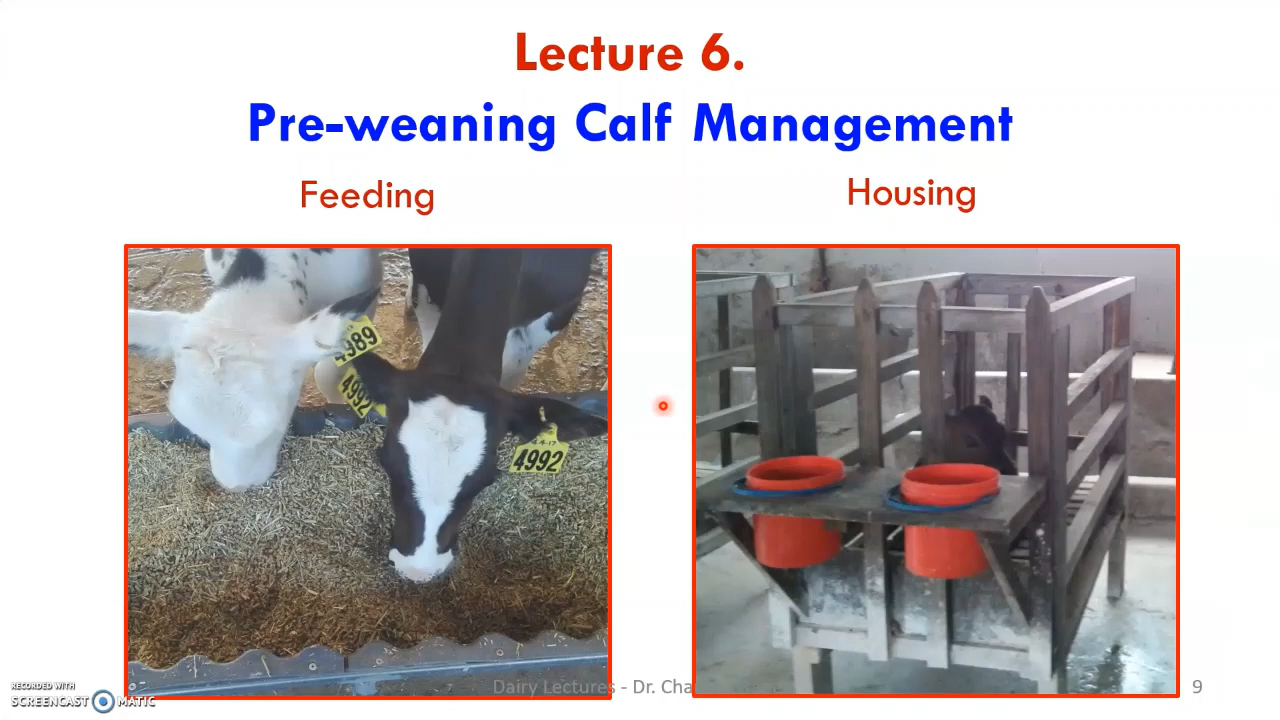 Lecture 6.
Pre-weaning Calf Management
Feeding
Housing
4989
4992
4992
Dairy Lectures - Dr. Cha
9
RECORDED WITH
SCREENCAST MATIC